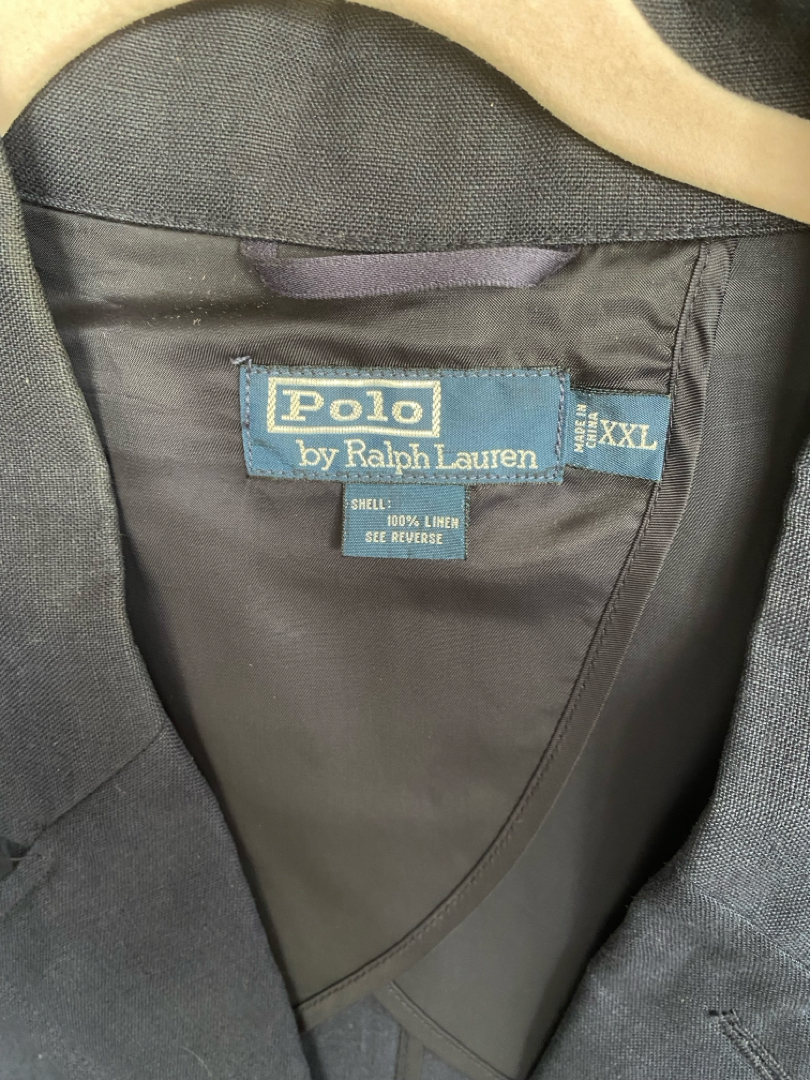 Polo
by Ralph Lauren
MADE IN
CHINA
XXL
SHELL:
100% LINEN
SEE REVERSE